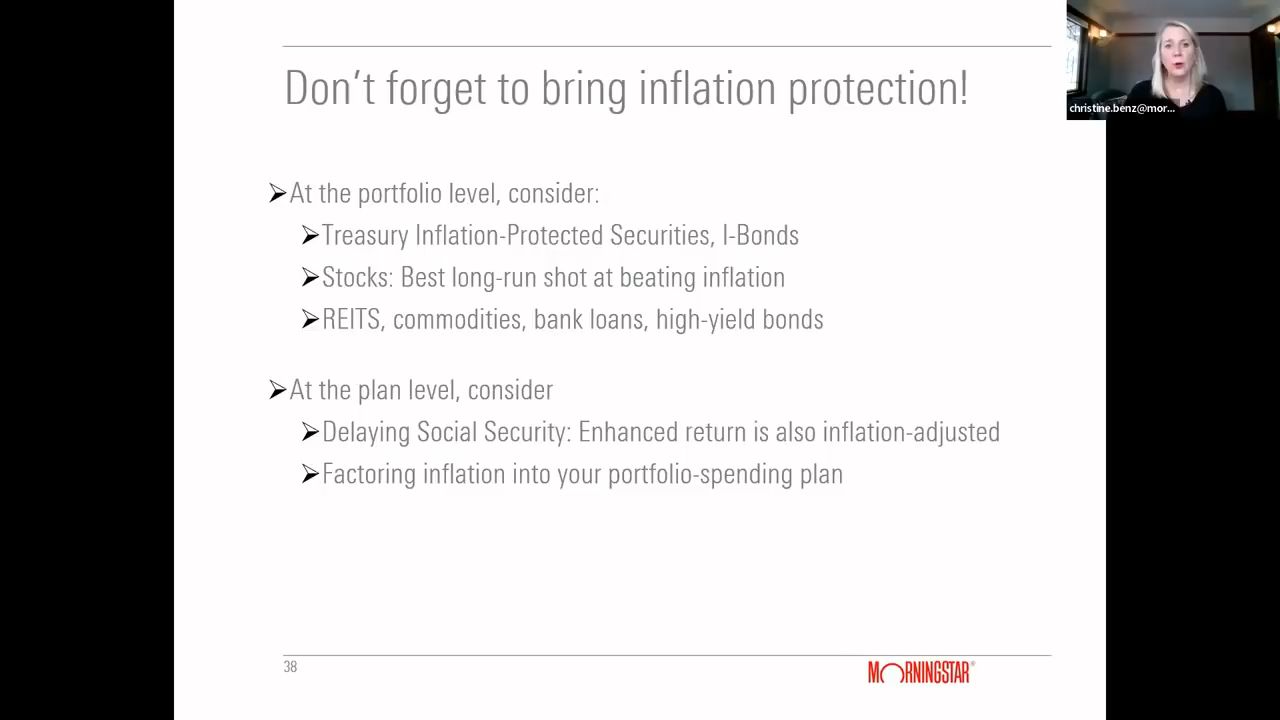 Don't forget to bring inflation protection!
christine.benz@mor...
At the portfolio level, consider:
Treasury Inflation-Protected Securities, I-Bonds
Stocks: Best long-run shot at beating inflation
REITS, commodities, bank loans, high-yield bonds
At the plan level, consider
Delaying Social Security: Enhanced return is also inflation-adjusted
Factoring inflation into your portfolio-spending plan
38
MORNINGSTAR®